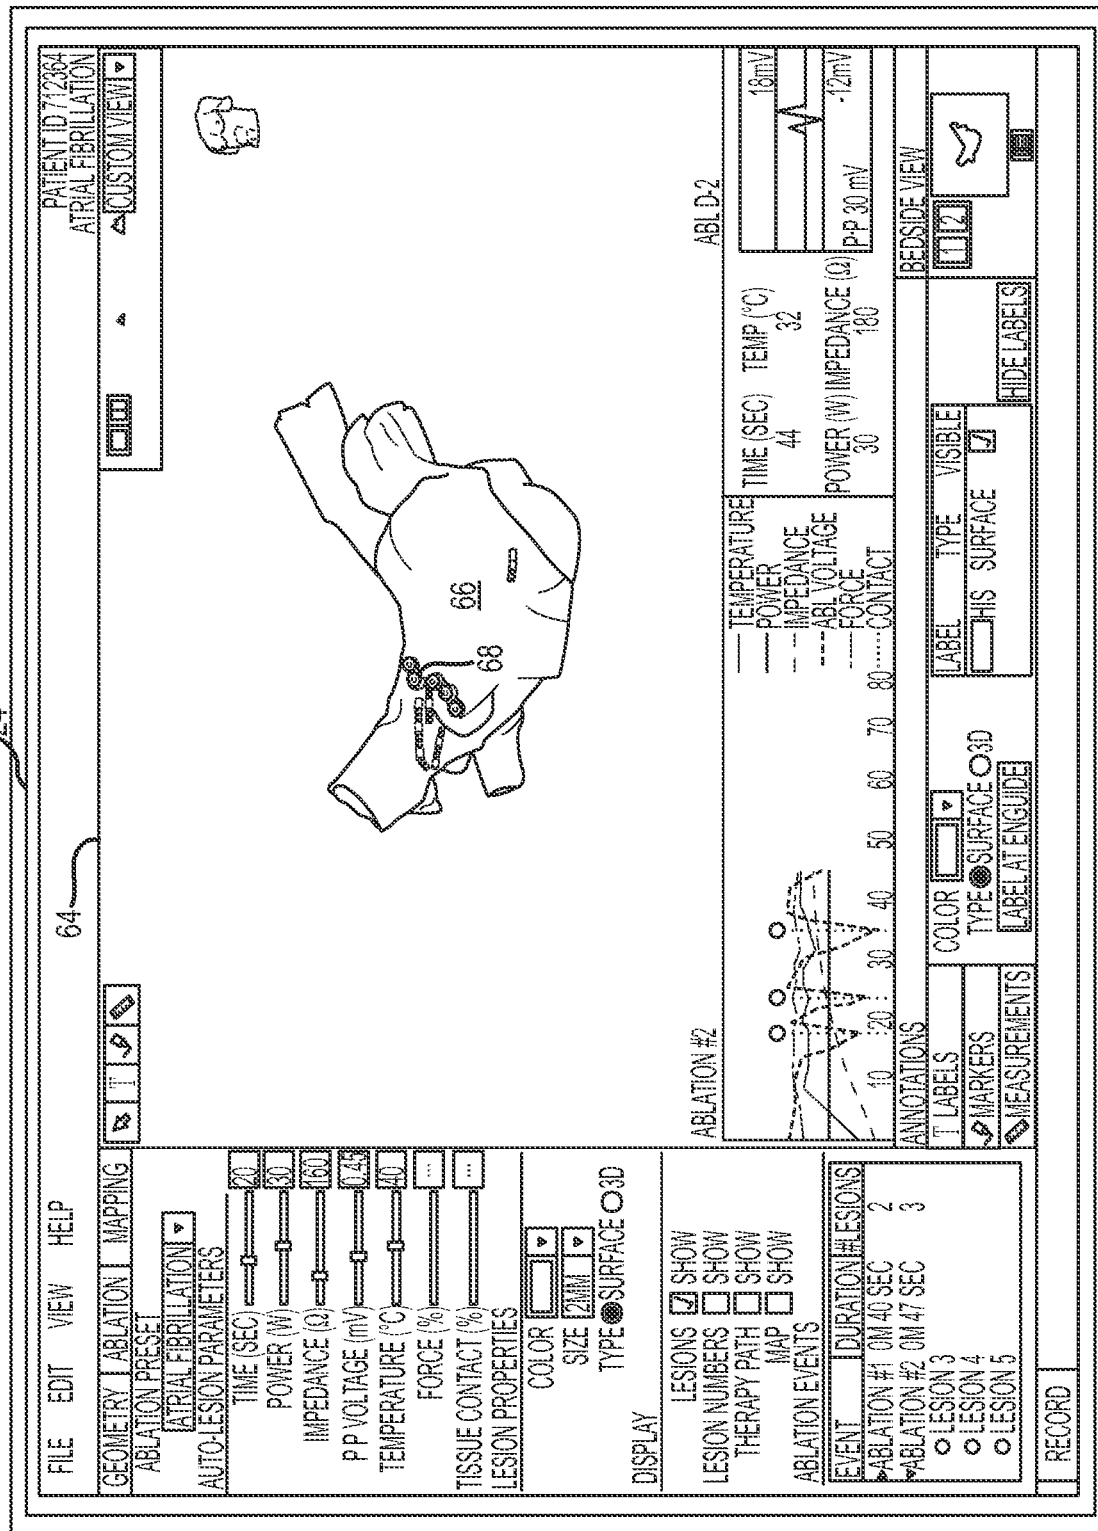 24
64
FILE EDIT VIEW HELP
PATIENT ID 712364
ATRIAL FIBRILLATION
GEOMETRY ABLATION MAPPING
CUSTOM VIEW
ABLATION PRESET
ATRIAL FIBRILLATION
AUTO-LESION PARAMETERS
TIME (SEC) 20
POWER (W) 30
IMPEDANCE (Ω) 160
P P VOLTAGE (mV) 0.45
TEMPERATURE (°C) 40
FORCE (%) ...
TISSUE CONTACT (%) ...
LESION PROPERTIES
COLOR
SIZE 2MM
TYPE SURFACE 3D
DISPLAY
LESIONS SHOW
LESION NUMBERS SHOW
THERAPY PATH SHOW
MAP SHOW
ABLATION EVENTS
EVENT DURATION #LESIONS
ABLATION #1 0M 40 SEC 2
ABLATION #2 0M 47 SEC 3
LESION 3
LESION 4
LESION 5
RECORD
T
66
68
ABLATION #2
10 20 30 40 50 60 70 80
TEMPERATURE
POWER
IMPEDANCE
ABL VOLTAGE
FORCE
CONTACT
TIME (SEC) TEMP (°C)
44 32
POWER (W) IMPEDANCE (Ω)
30 180
ABL D-2
18mV
-12mV
P-P 30 mV
ANNOTATIONS
T LABELS
MARKERS
MEASUREMENTS
COLOR
TYPE SURFACE 3D
LABEL AT ENGUIDE
LABEL TYPE VISIBLE
HIS SURFACE
HIDE LABELS
BEDSIDE VIEW
1 2